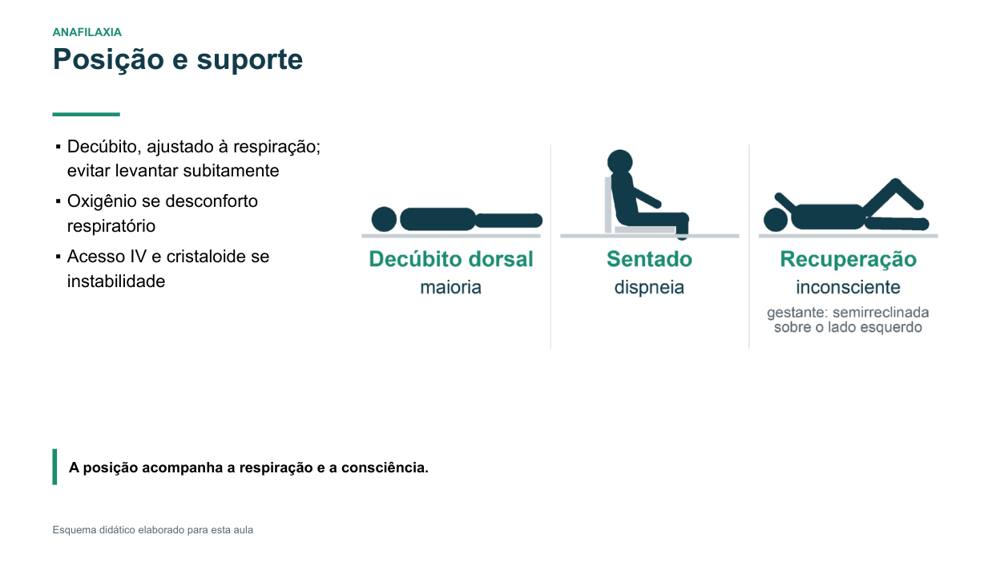 ANAFILAXIA
Posição e suporte
▪ Decúbito, ajustado à respiração;
evitar levantar subitamente
▪ Oxigênio se desconforto
respiratório
▪ Acesso IV e cristaloide se
instabilidade
Decúbito dorsal
maioria
Sentado
dispneia
Recuperação
inconsciente
gestante: semirreclinada
sobre o lado esquerdo
A posição acompanha a respiração e a consciência.
Esquema didático elaborado para esta aula